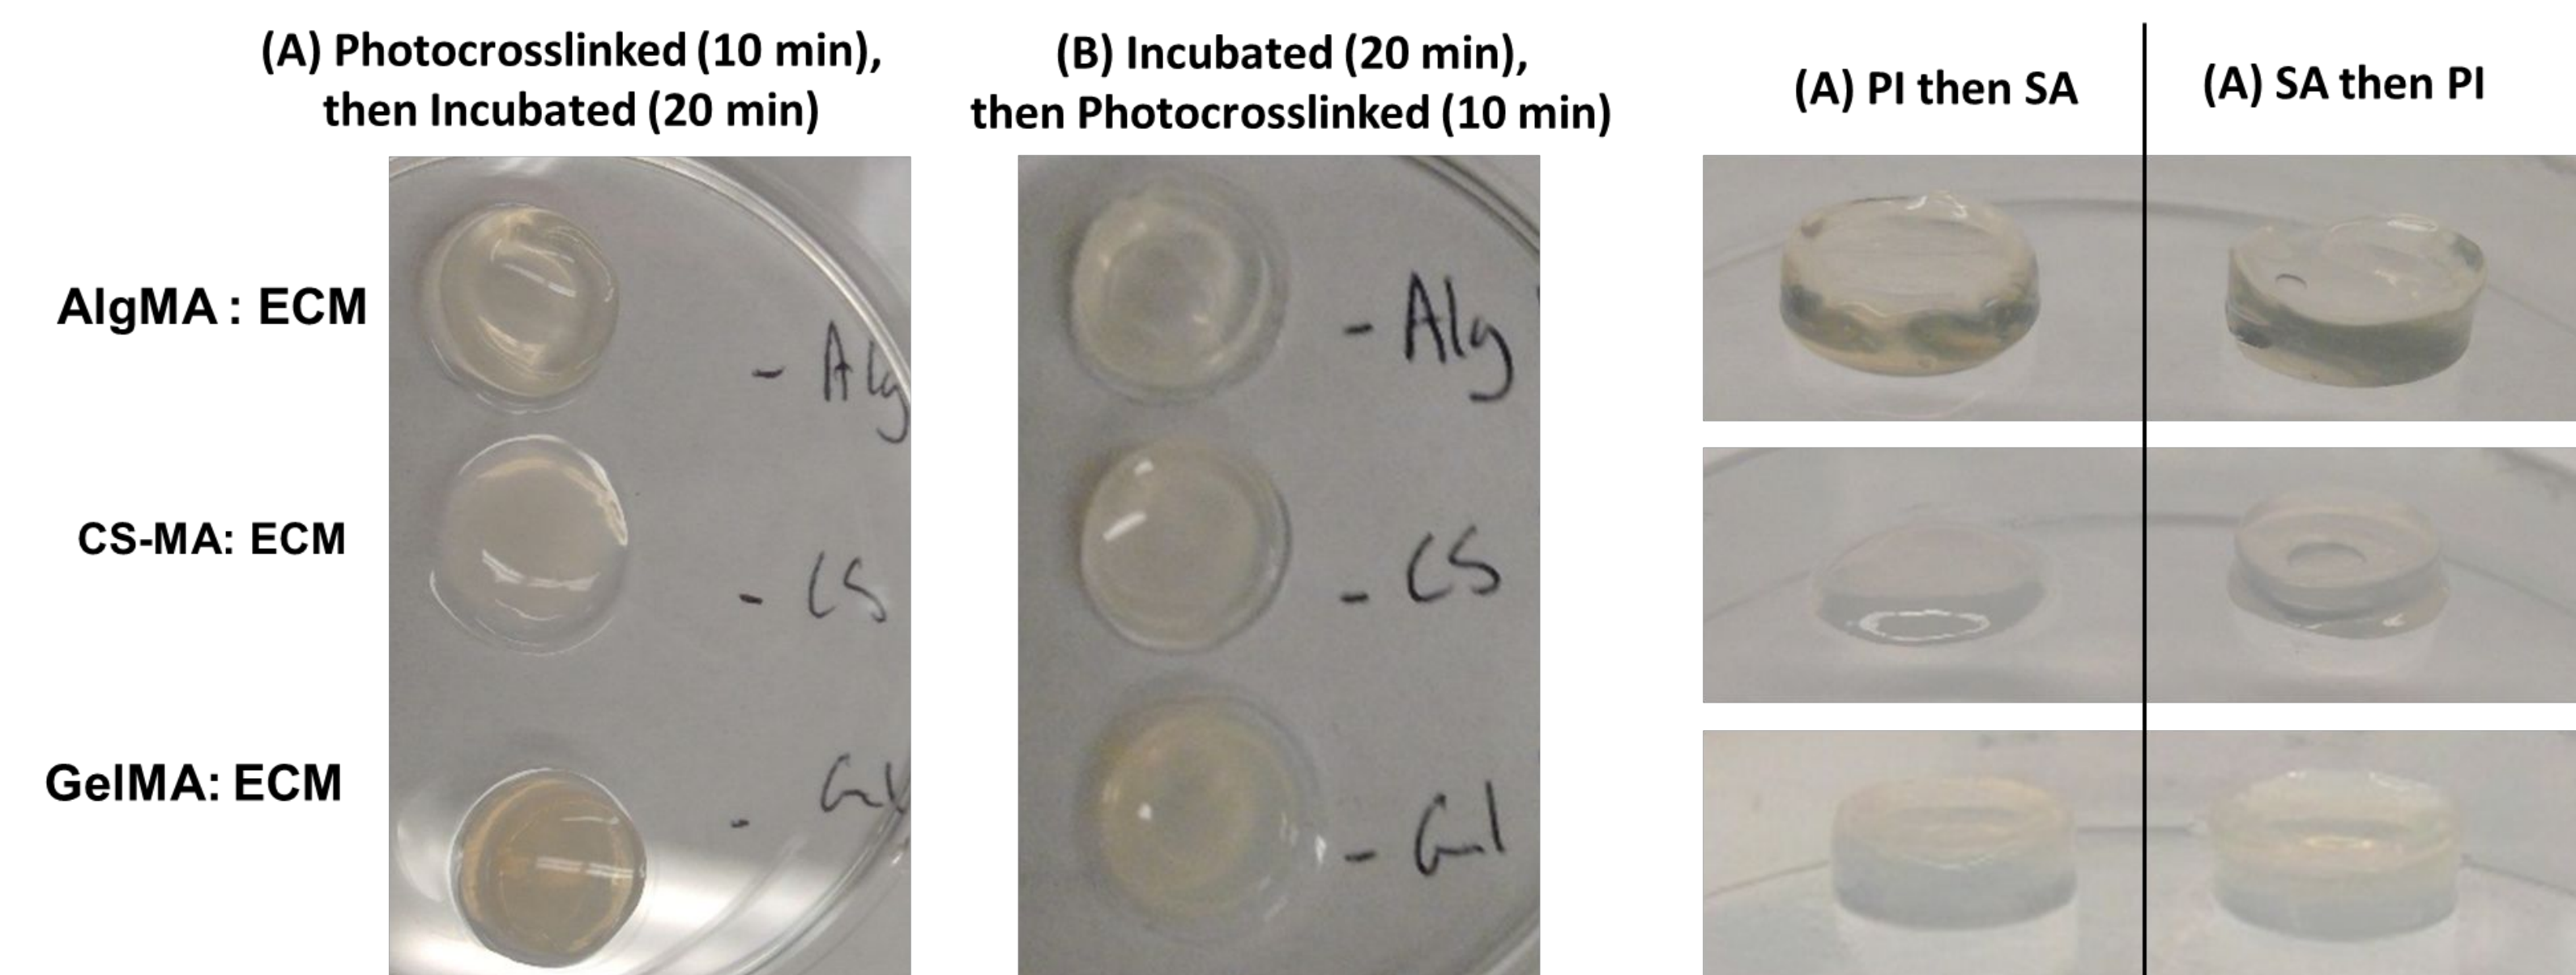 (A) Photocrosslinked (10 min),
then Incubated (20 min)
(B) Incubated (20 min),
then Photocrosslinked (10 min)
(A) PI then SA
(A) SA then PI
AlgMA : ECM
- Alg
- Alg
CS-MA: ECM
- CS
- CS
GelMA: ECM
- Gel
- Gel